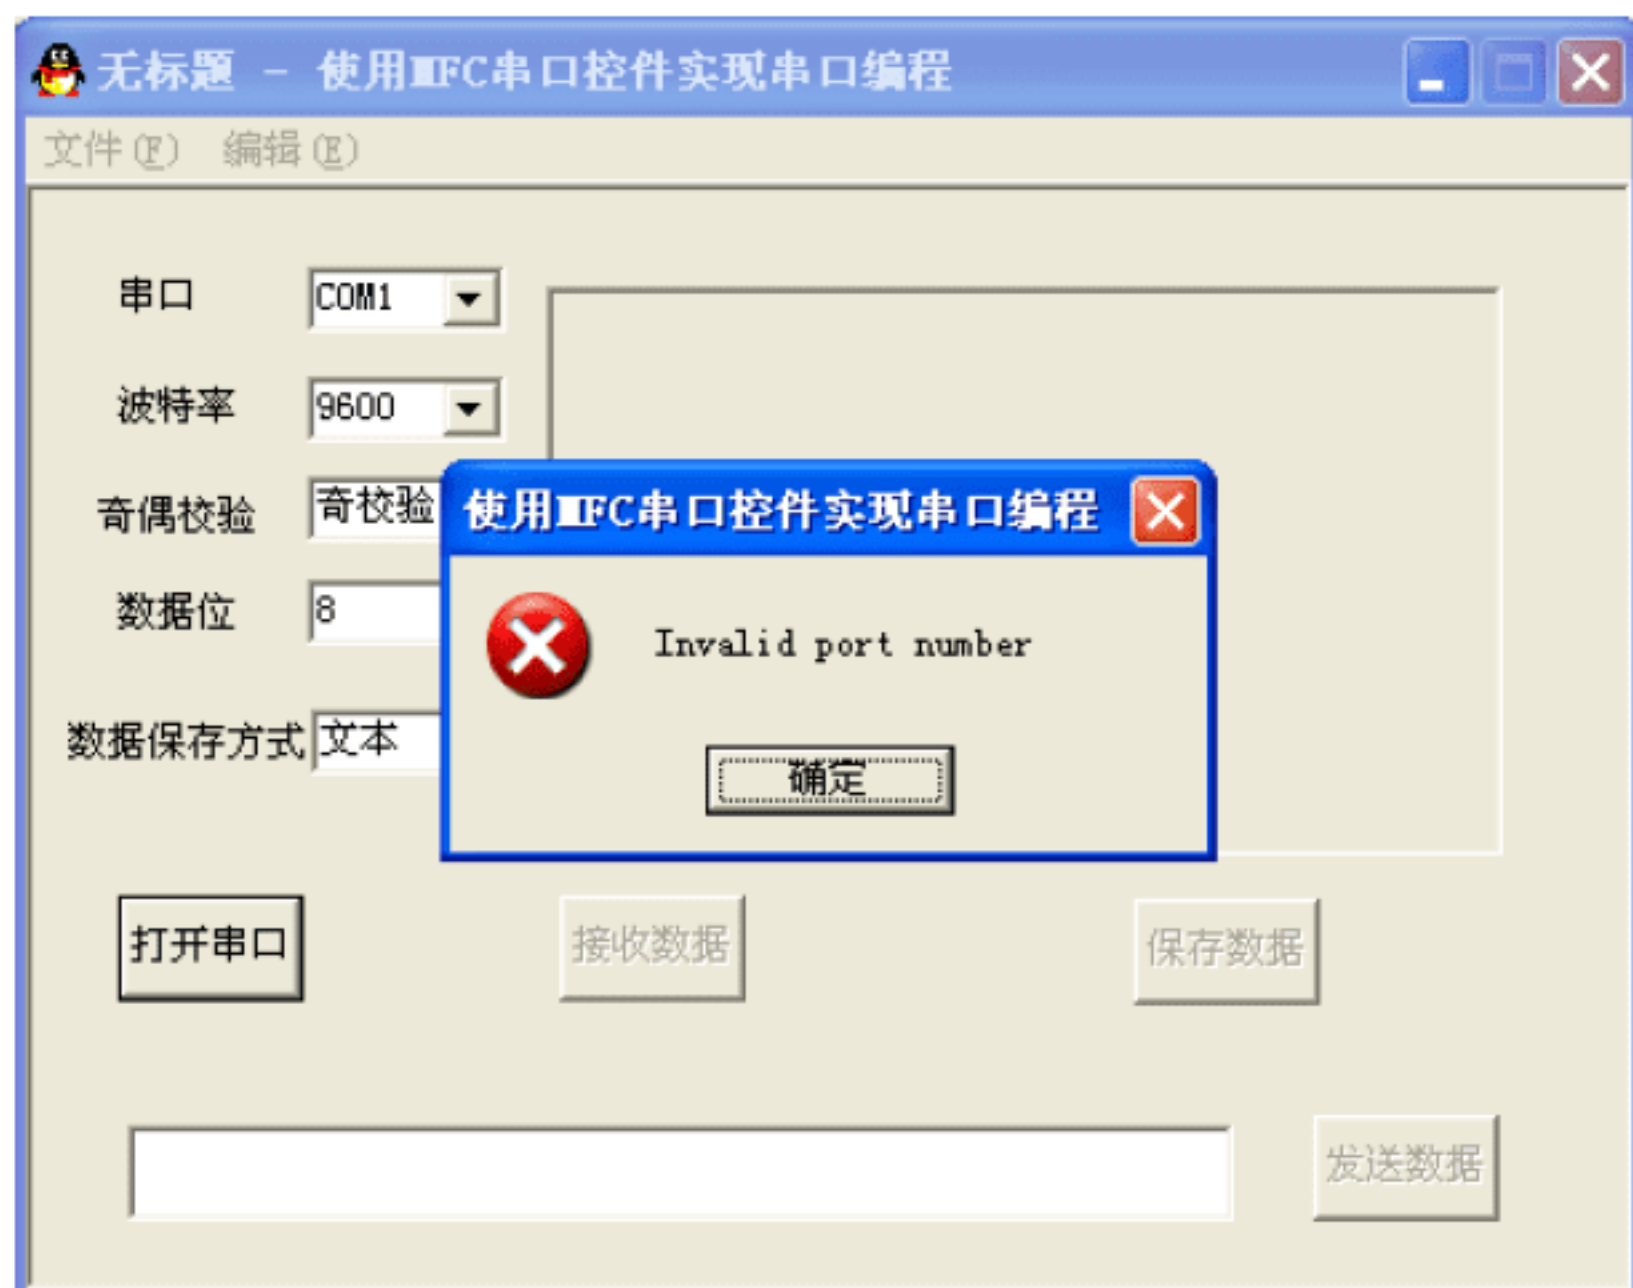 无标题 - 使用MFC串口控件实现串口编程
文件(F) 编辑(E)
串口 COM1
波特率 9600
奇偶校验 奇校验
使用MFC串口控件实现串口编程
数据位 8
Invalid port number
数据保存方式 文本
确定
打开串口 接收数据 保存数据
发送数据